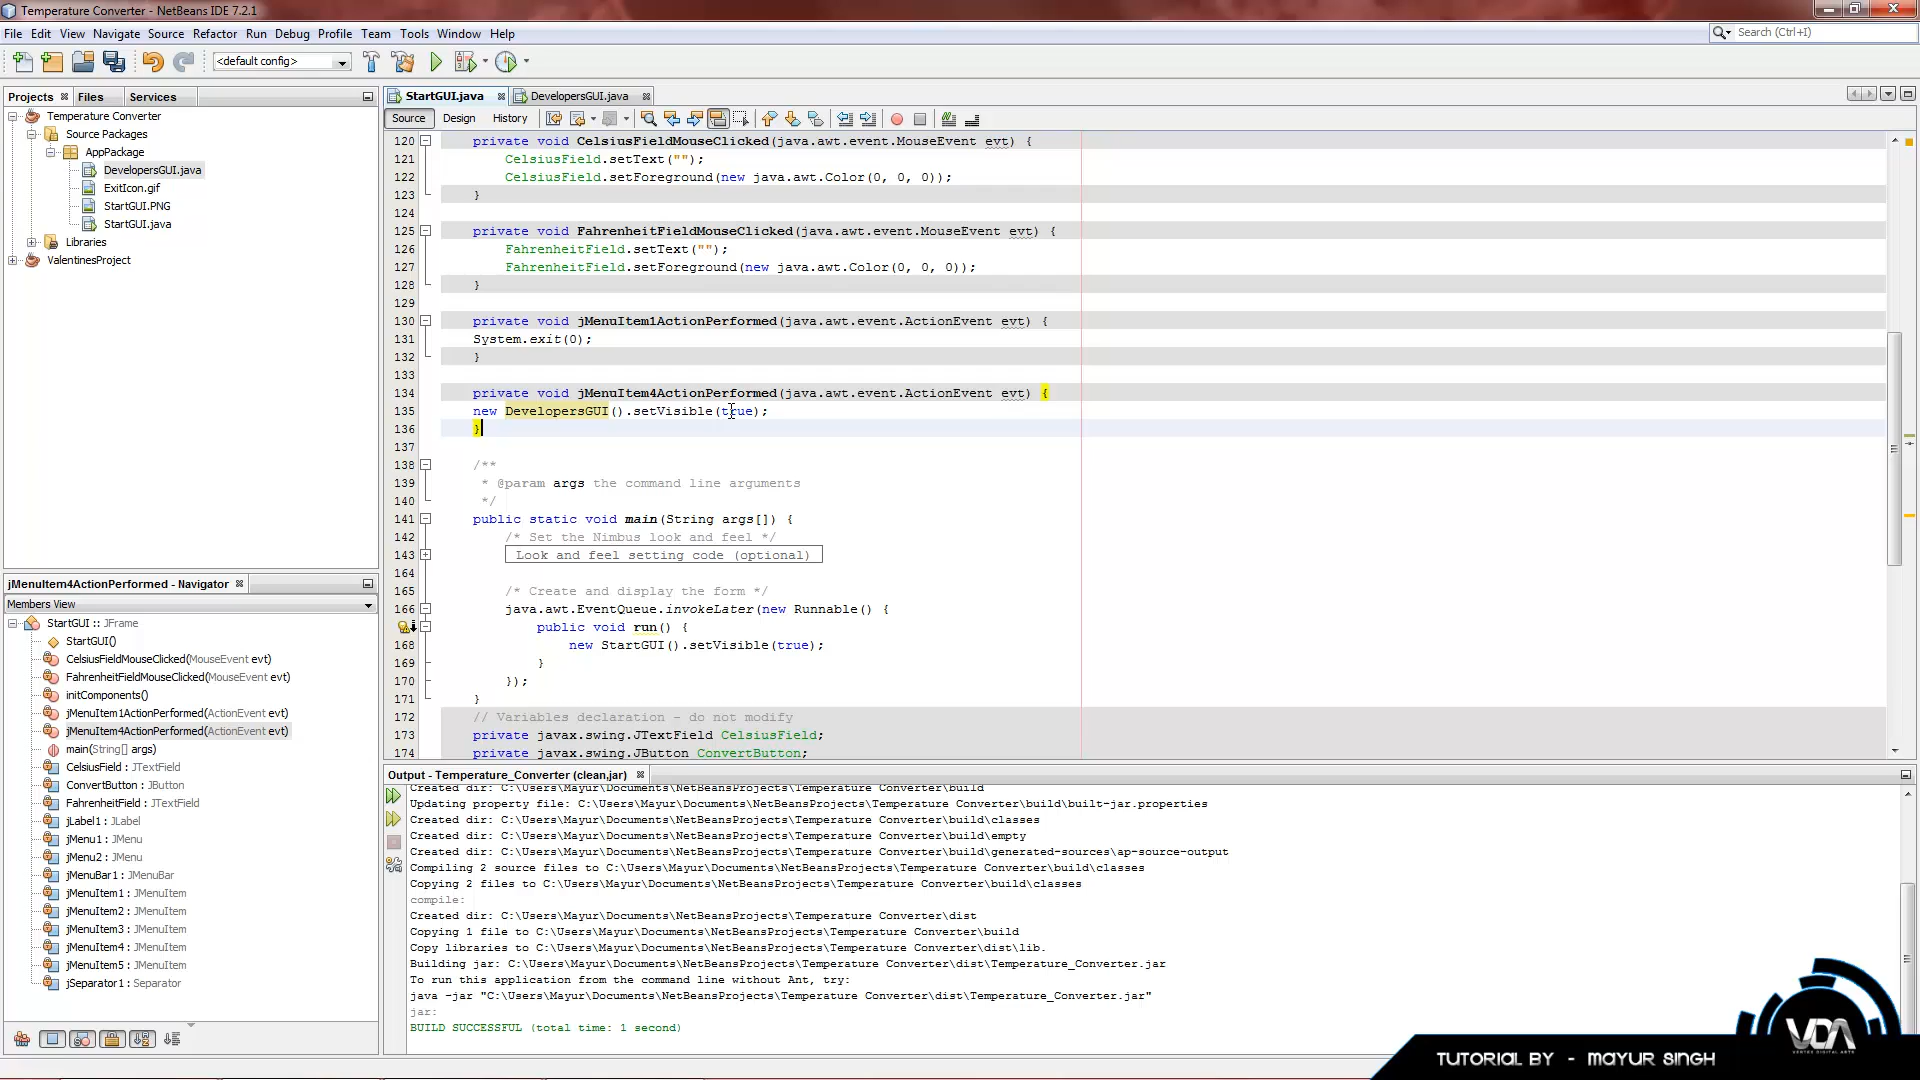 Temperature Converter - NetBeans IDE 7.2.1
File Edit View Navigate Source Refactor Run Debug Profile Team Tools Window Help
Search (Ctrl+I)
<default config>
Projects Files Services
Temperature Converter
Source Packages
AppPackage
DevelopersGUI.java
ExitIcon.gif
StartGUI.PNG
StartGUI.java
Libraries
ValentinesProject
StartGUI.java DevelopersGUI.java
Source Design History
120 private void CelsiusFieldMouseClicked(java.awt.event.MouseEvent evt) {
121 CelsiusField.setText("");
122 CelsiusField.setForeground(new java.awt.Color(0, 0, 0));
123 }
124
125 private void FahrenheitFieldMouseClicked(java.awt.event.MouseEvent evt) {
126 FahrenheitField.setText("");
127 FahrenheitField.setForeground(new java.awt.Color(0, 0, 0));
128 }
129
130 private void jMenuItem1ActionPerformed(java.awt.event.ActionEvent evt) {
131 System.exit(0);
132 }
133
134 private void jMenuItem4ActionPerformed(java.awt.event.ActionEvent evt) {
135 new DevelopersGUI().setVisible(true);
136 }
137
138 /**
139 * @param args the command line arguments
140 */
141 public static void main(String args[]) {
142 /* Set the Nimbus look and feel */
143 Look and feel setting code (optional)
164
165 /* Create and display the form */
166 java.awt.EventQueue.invokeLater(new Runnable() {
public void run() {
168 new StartGUI().setVisible(true);
169 }
170 });
171 }
172 // Variables declaration - do not modify
173 private javax.swing.JTextField CelsiusField;
174 private javax.swing.JButton ConvertButton;
jMenuItem4ActionPerformed - Navigator
Members View
StartGUI :: JFrame
StartGUI()
CelsiusFieldMouseClicked(MouseEvent evt)
FahrenheitFieldMouseClicked(MouseEvent evt)
initComponents()
jMenuItem1ActionPerformed(ActionEvent evt)
jMenuItem4ActionPerformed(ActionEvent evt)
main(String[] args)
CelsiusField : JTextField
ConvertButton : JButton
FahrenheitField : JTextField
jLabel1 : JLabel
jMenu1 : JMenu
jMenu2 : JMenu
jMenuBar1 : JMenuBar
jMenuItem1 : JMenuItem
jMenuItem2 : JMenuItem
jMenuItem3 : JMenuItem
jMenuItem4 : JMenuItem
jMenuItem5 : JMenuItem
jSeparator1 : Separator
Output - Temperature_Converter (clean,jar)
Created dir: C:\Users\Mayur\Documents\NetBeansProjects\Temperature Converter\build
Updating property file: C:\Users\Mayur\Documents\NetBeansProjects\Temperature Converter\build\built-jar.properties
Created dir: C:\Users\Mayur\Documents\NetBeansProjects\Temperature Converter\build\classes
Created dir: C:\Users\Mayur\Documents\NetBeansProjects\Temperature Converter\build\empty
Created dir: C:\Users\Mayur\Documents\NetBeansProjects\Temperature Converter\build\generated-sources\ap-source-output
Compiling 2 source files to C:\Users\Mayur\Documents\NetBeansProjects\Temperature Converter\build\classes
Copying 2 files to C:\Users\Mayur\Documents\NetBeansProjects\Temperature Converter\build\classes
compile:
Created dir: C:\Users\Mayur\Documents\NetBeansProjects\Temperature Converter\dist
Copying 1 file to C:\Users\Mayur\Documents\NetBeansProjects\Temperature Converter\build
Copy libraries to C:\Users\Mayur\Documents\NetBeansProjects\Temperature Converter\dist\lib.
Building jar: C:\Users\Mayur\Documents\NetBeansProjects\Temperature Converter\dist\Temperature_Converter.jar
To run this application from the command line without Ant, try:
java -jar "C:\Users\Mayur\Documents\NetBeansProjects\Temperature Converter\dist\Temperature_Converter.jar"
jar:
BUILD SUCCESSFUL (total time: 1 second)
VDA
TUTORIAL BY - MAYUR SINGH